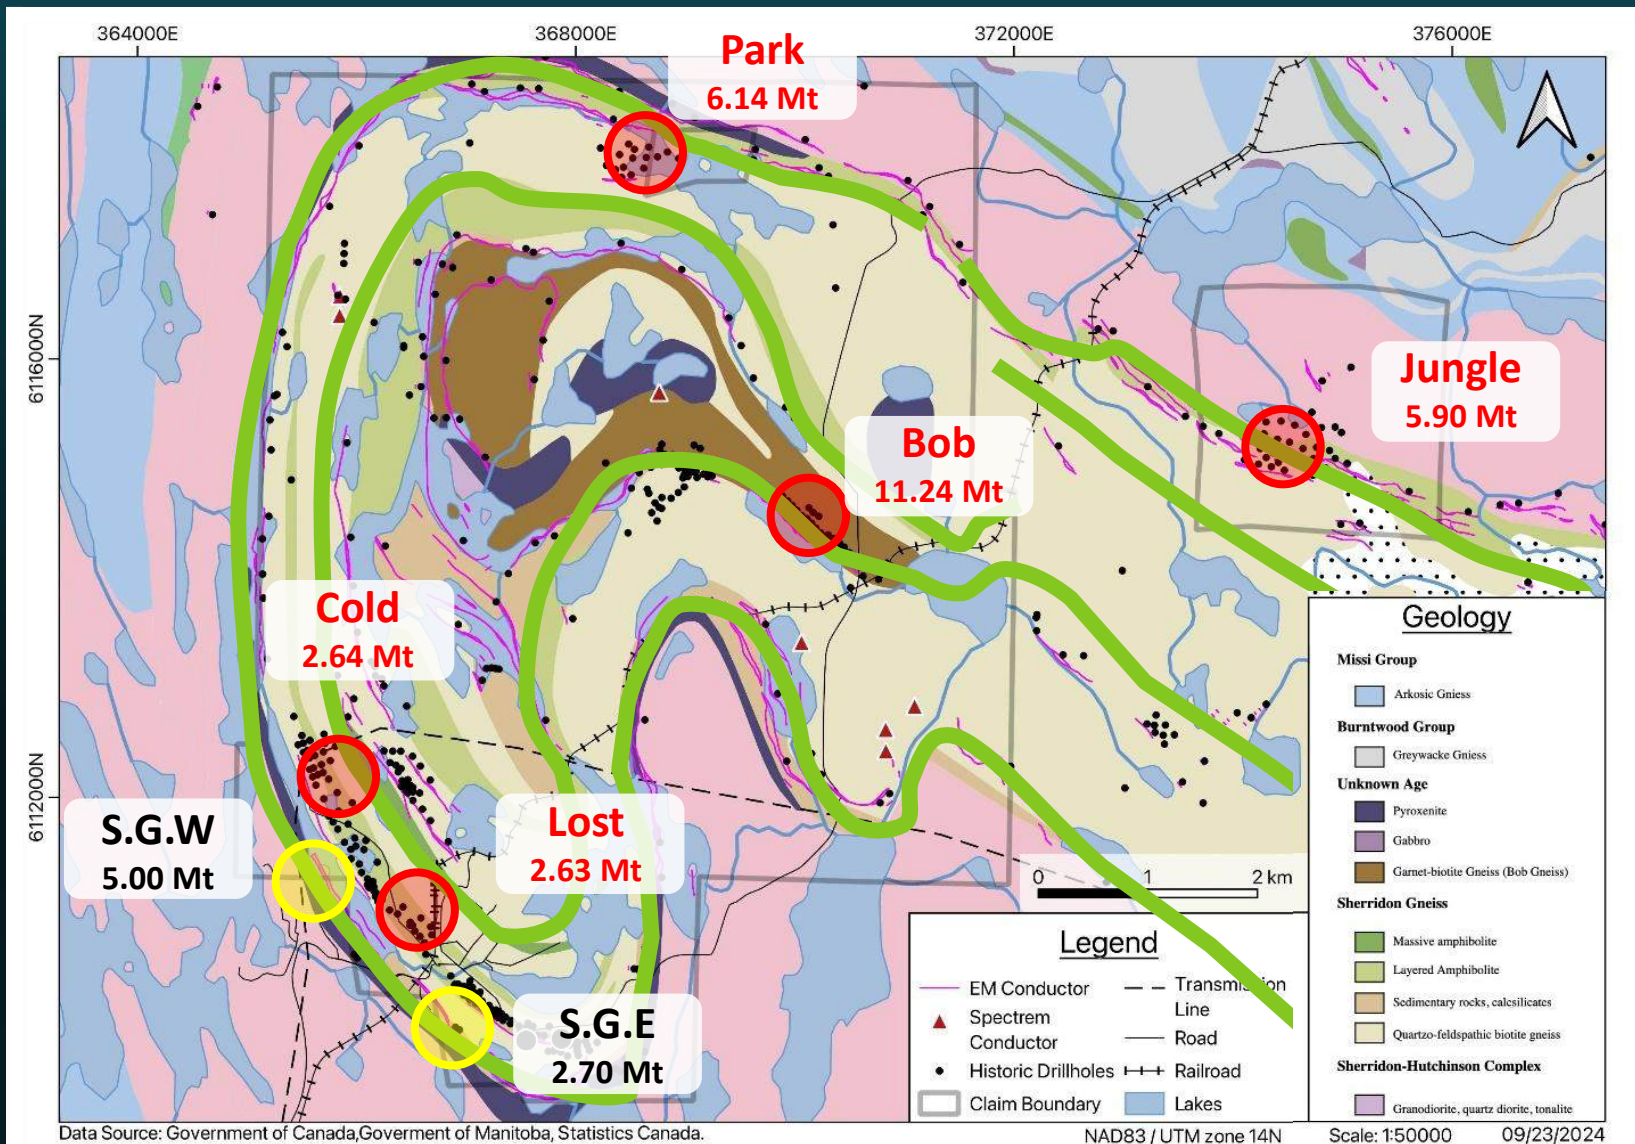 364000E
368000E
372000E
376000E
Park
6.14 Mt
6116000N
Jungle
5.90 Mt
Bob
11.24 Mt
Cold
2.64 Mt
6112000N
S.G.W
5.00 Mt
Lost
2.63 Mt
S.G.E
2.70 Mt
0 1 2 km
Legend
EM Conductor
Spectrem
Conductor
Historic Drillholes
Claim Boundary
Transmission
Line
Road
Railroad
Lakes
Geology
Missi Group
Arkosic Gniess
Burntwood Group
Greywacke Gniess
Unknown Age
Pyroxenite
Gabbro
Garnet-biotite Gneiss (Bob Gneiss)
Sherridon Gneiss
Massive amphibolite
Layered Amphibolite
Sedimentary rocks, calcsilicates
Quartzo-feldspathic biotite gneiss
Sherridon-Hutchinson Complex
Granodiorite, quartz diorite, tonalite
Data Source: Government of Canada,Goverment of Manitoba, Statistics Canada.
NAD83 / UTM zone 14N
Scale: 1:50000
09/23/2024